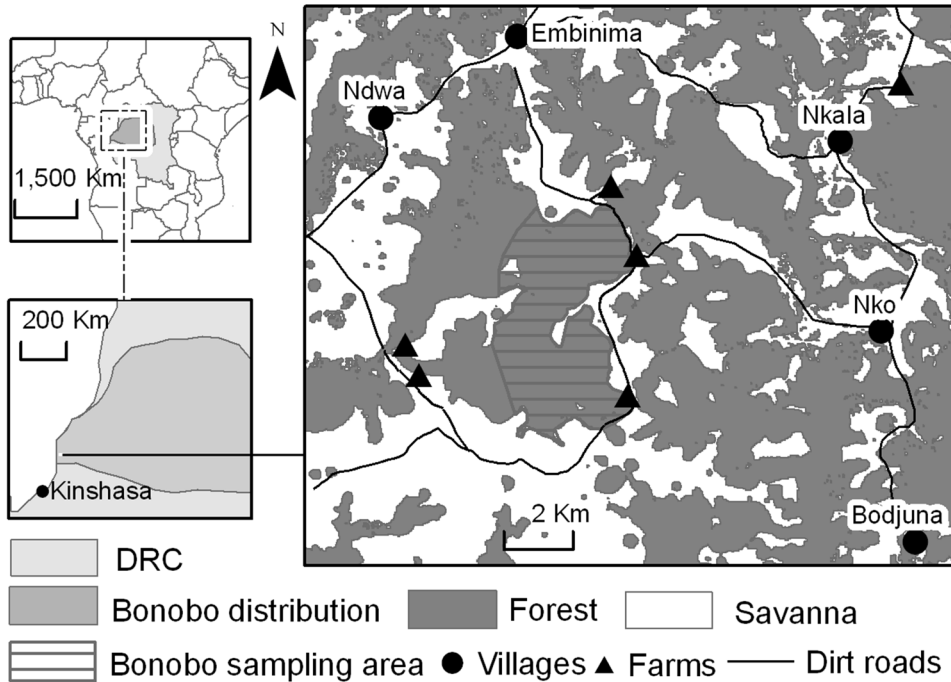 N
1,500 Km
200 Km
Kinshasa
Embinima
Ndwa
Nkala
Nko
Bodjuna
2 Km
DRC
Bonobo distribution
Forest
Savanna
Bonobo sampling area
Villages
Farms
Dirt roads